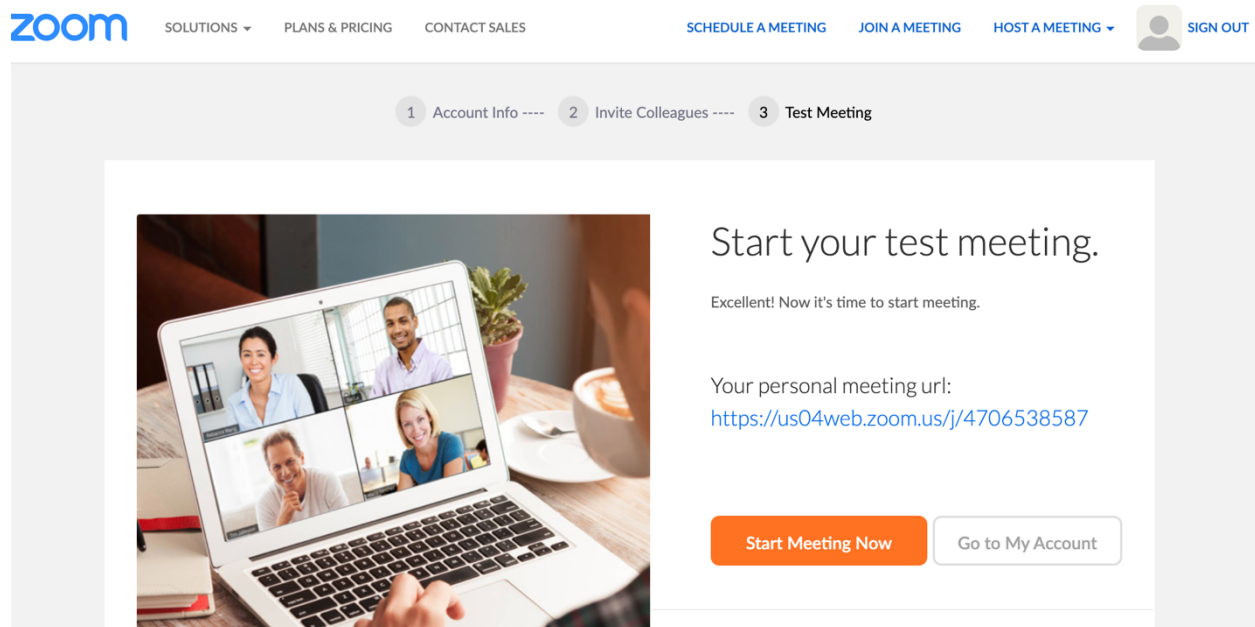 zoom
SOLUTIONS PLANS & PRICING CONTACT SALES SCHEDULE A MEETING JOIN A MEETING HOST A MEETING SIGN OUT
1 Account Info ---- 2 Invite Colleagues ---- 3 Test Meeting
Start your test meeting.
Excellent! Now it's time to start meeting.
Your personal meeting url:
https://us04web.zoom.us/j/4706538587
Start Meeting Now Go to My Account